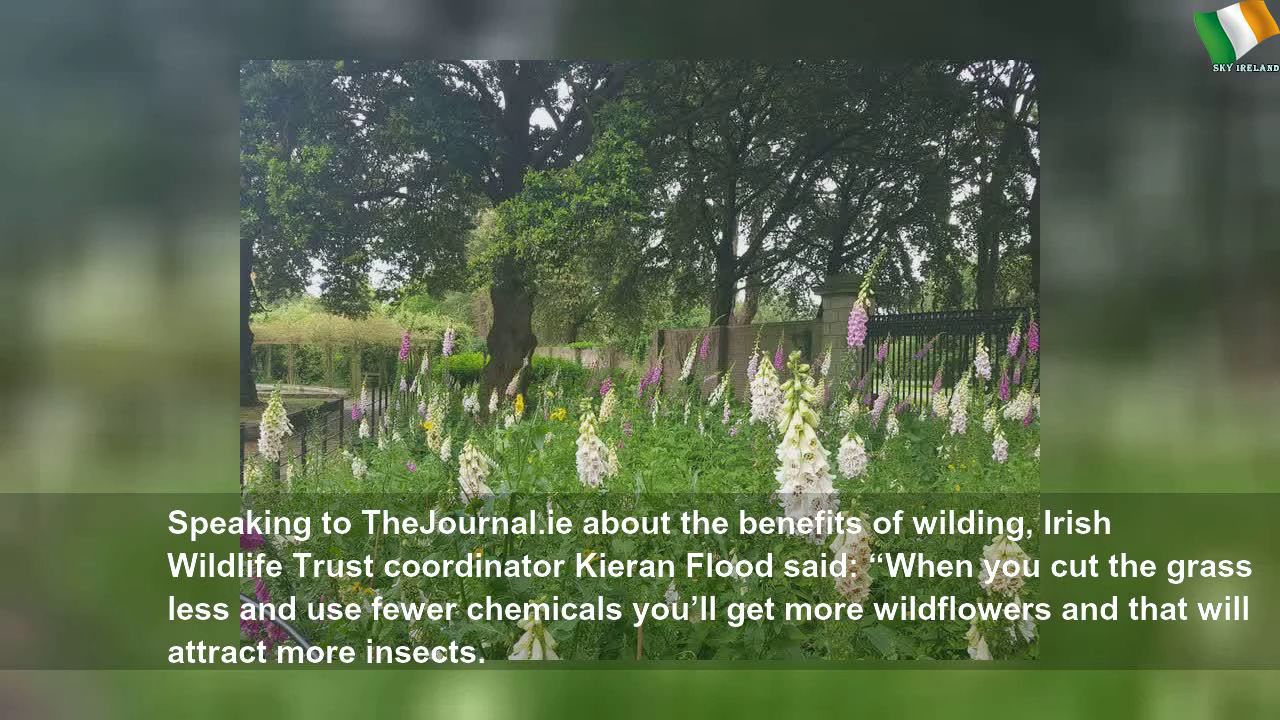 SKY IRELAND
Speaking to TheJournal.ie about the benefits of wilding, Irish
Wildlife Trust coordinator Kieran Flood said: “When you cut the grass
less and use fewer chemicals you’ll get more wildflowers and that will
attract more insects.